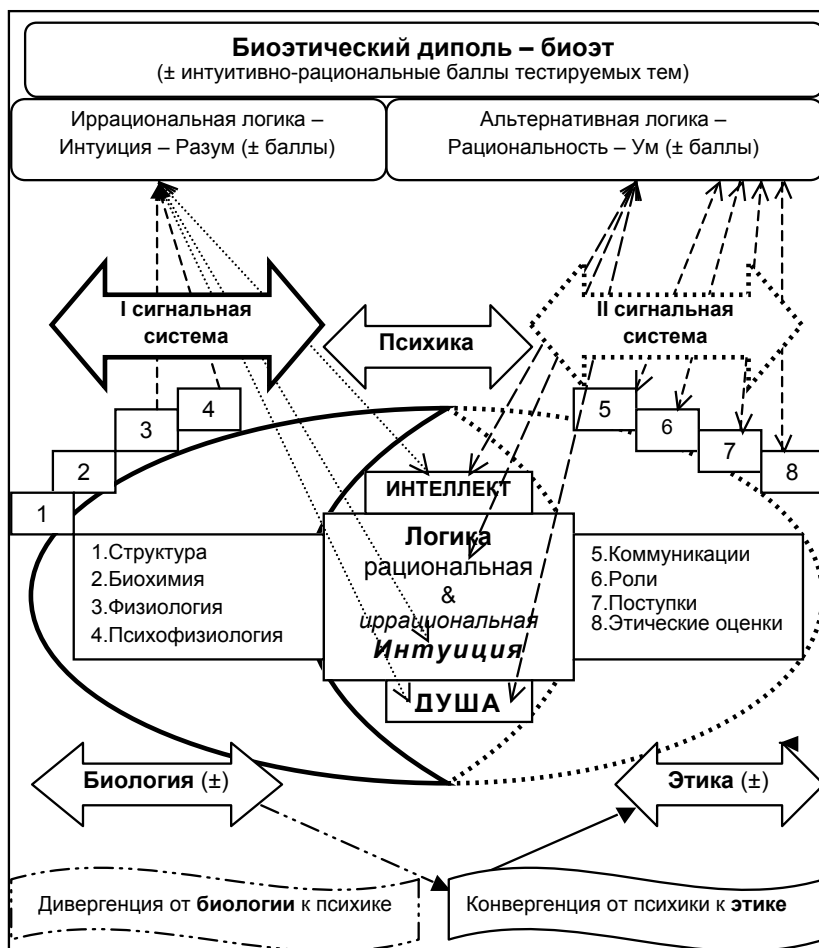 Биоэтический диполь – биоэт
(± интуитивно-рациональные баллы тестируемых тем)
Иррациональная логика –
Интуиция – Разум (± баллы)
Альтернативная логика –
Рациональность – Ум (± баллы)
I сигнальная
система
Психика
II сигнальная
система
4
3
2
1
5
6
7
8
ИНТЕЛЛЕКТ
1.Структура
2.Биохимия
3.Физиология
4.Психофизиология
Логика
рациональная
&
иррациональная
Интуиция
5.Коммуникации
6.Роли
7.Поступки
8.Этические оценки
ДУША
Биология (±)
Этика (±)
Дивергенция от биологии к психике
Конвергенция от психики к этике